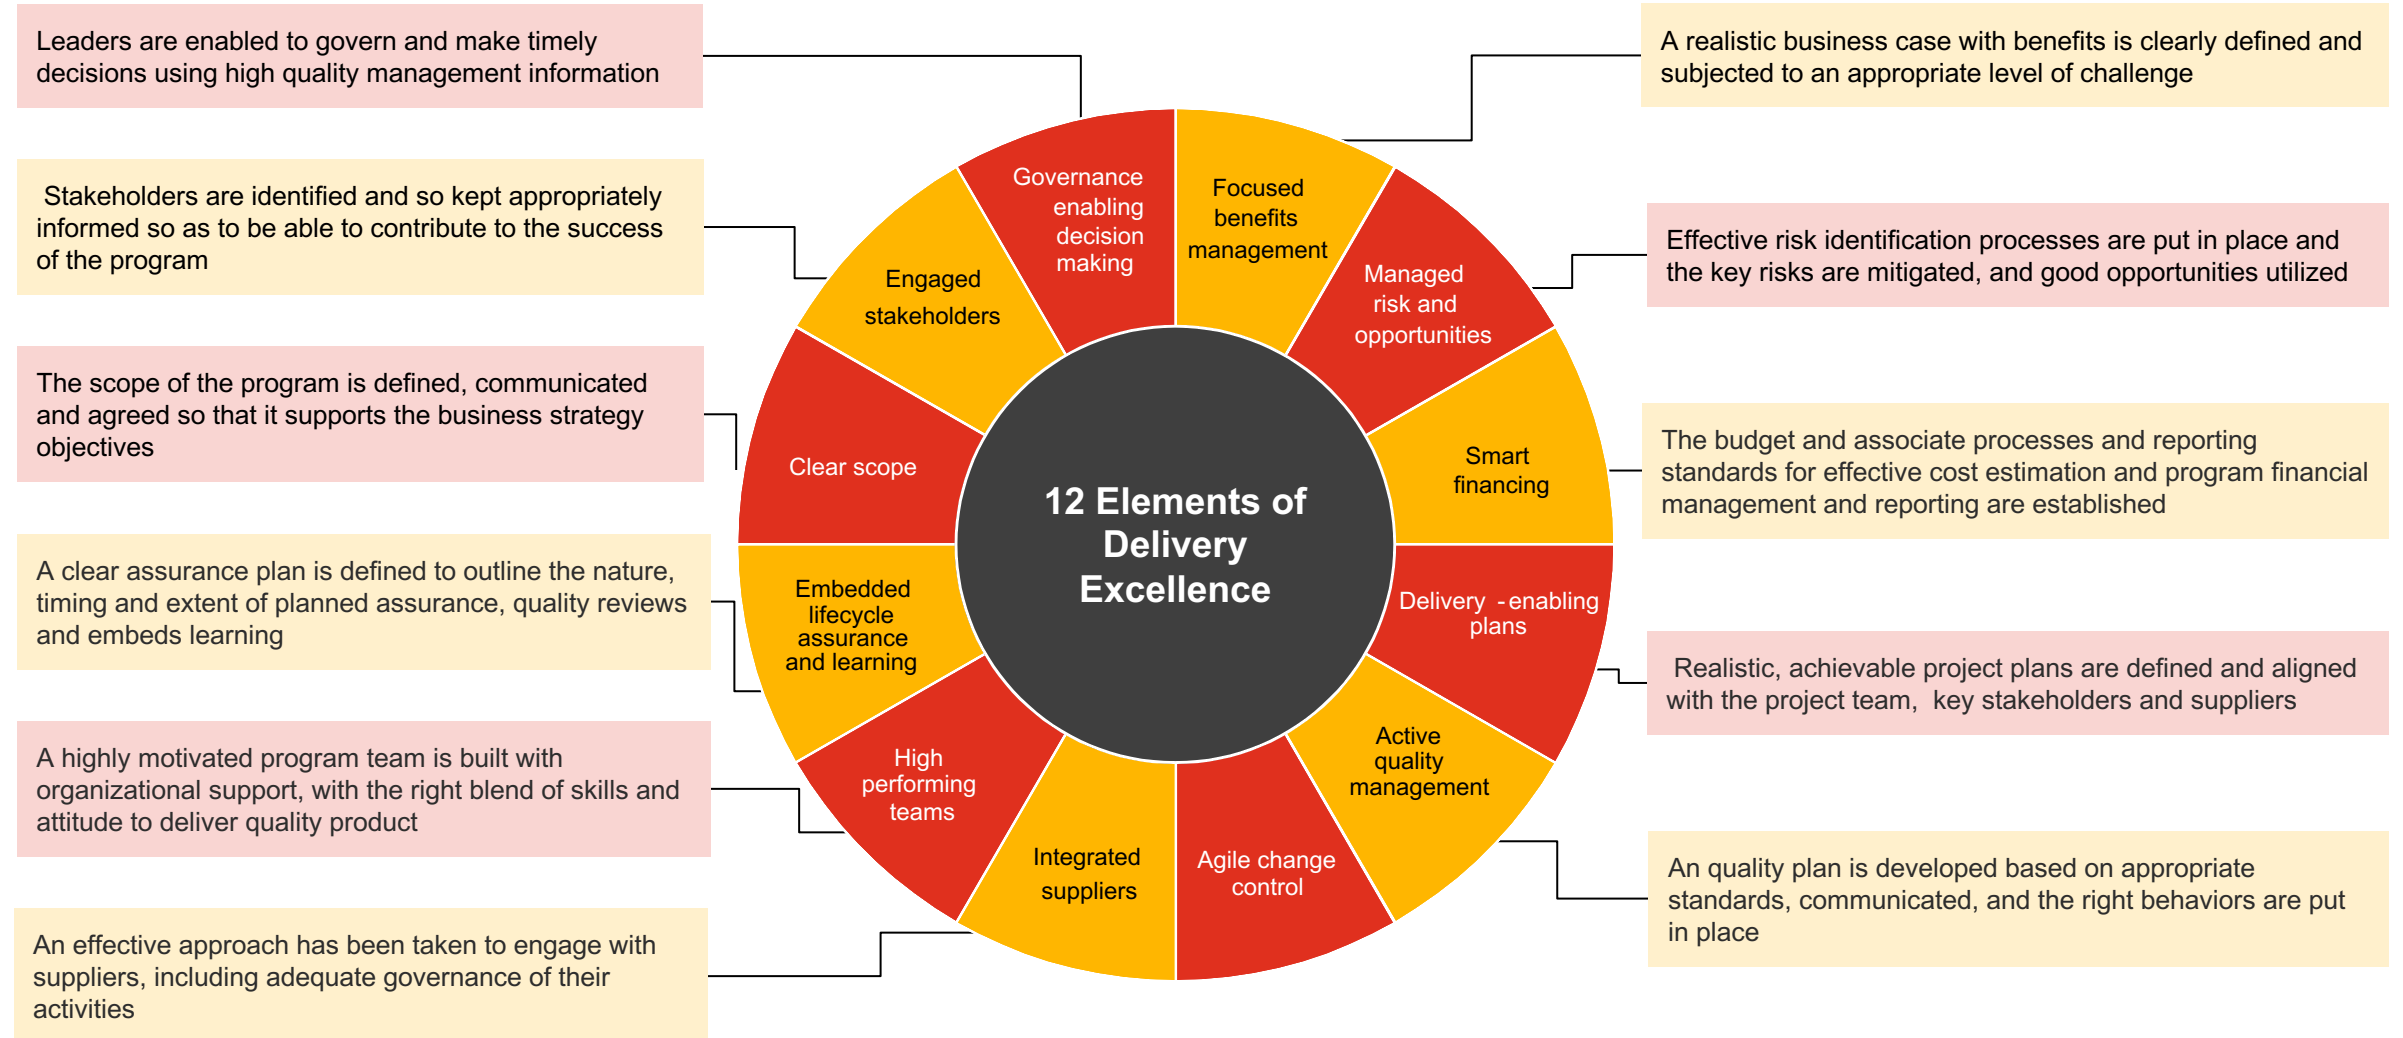 Leaders are enabled to govern and make timely
decisions using high quality management information
Stakeholders are identified and so kept appropriately
informed so as to be able to contribute to the success
of the program
The scope of the program is defined, communicated
and agreed so that it supports the business strategy
objectives
A clear assurance plan is defined to outline the nature,
timing and extent of planned assurance, quality reviews
and embeds learning
A highly motivated program team is built with
organizational support, with the right blend of skills and
attitude to deliver quality product
An effective approach has been taken to engage with
suppliers, including adequate governance of their
activities
Governance
enabling
decision
making
Focused
benefits
management
Managed
risk and
opportunities
Smart
financing
Delivery - enabling
plans
Active
quality
management
Agile change
control
Integrated
suppliers
High
performing
teams
Embedded
lifecycle
assurance
and learning
Clear scope
Engaged
stakeholders
12 Elements of
Delivery
Excellence
A realistic business case with benefits is clearly defined and
subjected to an appropriate level of challenge
Effective risk identification processes are put in place and
the key risks are mitigated, and good opportunities utilized
The budget and associate processes and reporting
standards for effective cost estimation and program financial
management and reporting are established
Realistic, achievable project plans are defined and aligned
with the project team, key stakeholders and suppliers
An quality plan is developed based on appropriate
standards, communicated, and the right behaviors are put
in place